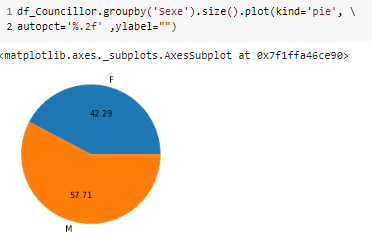 1 df_Councillor.groupby('Sexe').size().plot(kind='pie', \
2 autopct='%.2f' ,ylabel="")
<matplotlib.axes._subplots.AxesSubplot at 0x7f1ffa46ce90>
F
42.29
57.71
M